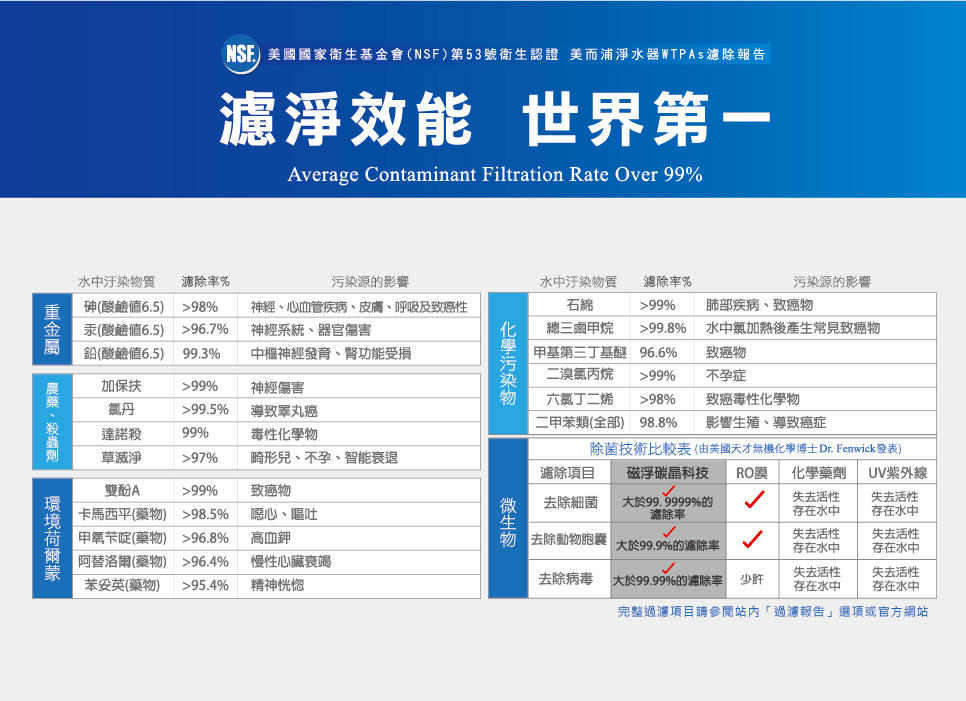 NSF. 美國國家衛生基金會(NSF)第53號衛生認證 美而浦淨水器WTPAs濾除報告
濾淨效能 世界第一
Average Contaminant Filtration Rate Over 99%
水中汙染物質 濾除率% 污染源的影響
重金屬
砷(酸鹼值6.5) >98% 神經、心血管疾病、皮膚、呼吸及致癌性
汞(酸鹼值6.5) >96.7% 神經系統、器官傷害
鉛(酸鹼值6.5) 99.3% 中樞神經發育、腎功能受損
農藥、殺蟲劑
加保扶 >99% 神經傷害
氯丹 >99.5% 導致睪丸癌
達諾殺 99% 毒性化學物
草滅淨 >97% 畸形兒、不孕、智能衰退
環境荷爾蒙
雙酚A >99% 致癌物
卡馬西平(藥物) >98.5% 噁心、嘔吐
甲氧芐啶(藥物) >96.8% 高血鉀
阿替洛爾(藥物) >96.4% 慢性心臟衰竭
苯妥英(藥物) >95.4% 精神恍惚
水中汙染物質 濾除率% 污染源的影響
化學污染物
石綿 >99% 肺部疾病、致癌物
總三鹵甲烷 >99.8% 水中氯加熱後產生常見致癌物
甲基第三丁基醚 96.6% 致癌物
二溴氯丙烷 >99% 不孕症
六氯丁二烯 >98% 致癌毒性化學物
二甲苯類(全部) 98.8% 影響生殖、導致癌症
微生物
除菌技術比較表 (由美國天才無機化學博士Dr. Fenwick發表)
濾除項目 磁浮碳晶科技 RO膜 化學藥劑 UV紫外線
去除細菌 ✓ 大於99.9999%的
濾除率 ✓ 失去活性
存在水中 失去活性
存在水中
去除動物胞囊 ✓ 大於99.9%的濾除率 ✓ 失去活性
存在水中 失去活性
存在水中
去除病毒 ✓ 大於99.99%的濾除率 少許 失去活性
存在水中 失去活性
存在水中
完整過濾項目請參閱站內「過濾報告」選項或官方網站